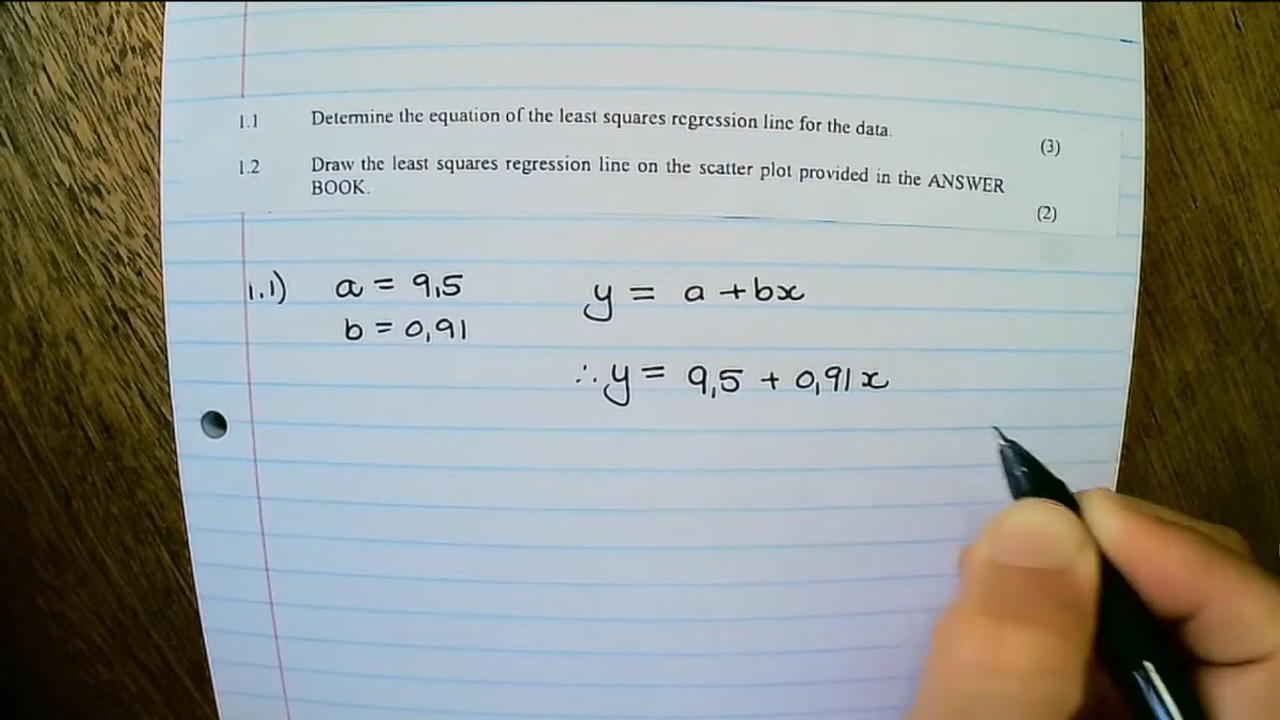 1.1 Determine the equation of the least squares regression line for the data.
(3)
1.2 Draw the least squares regression line on the scatter plot provided in the ANSWER
BOOK.
(2)
1.1) a = 9,5 y = a + bx
b = 0,91
∴ y = 9,5 + 0,91x